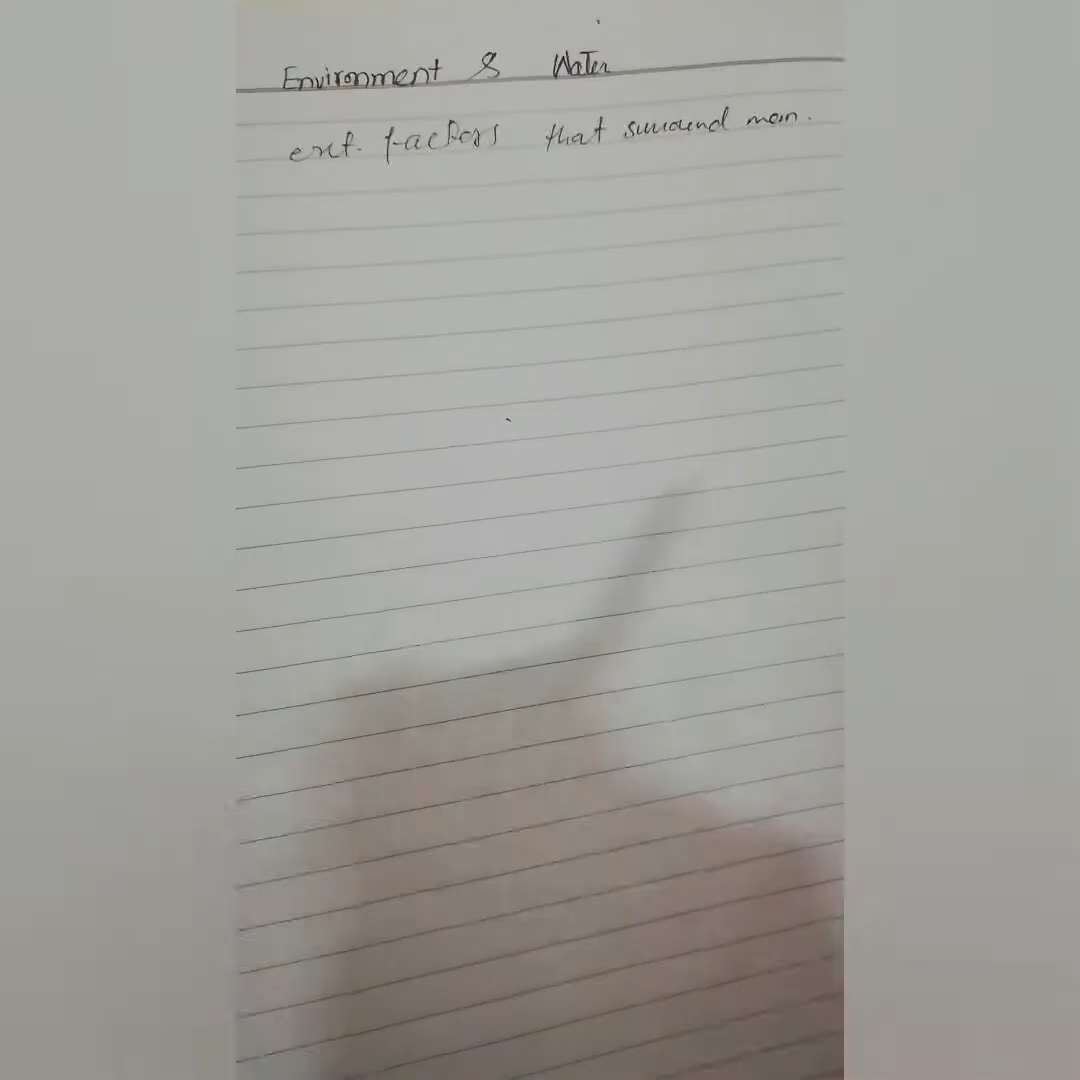 Environment & Water
ext. factors that surround man.